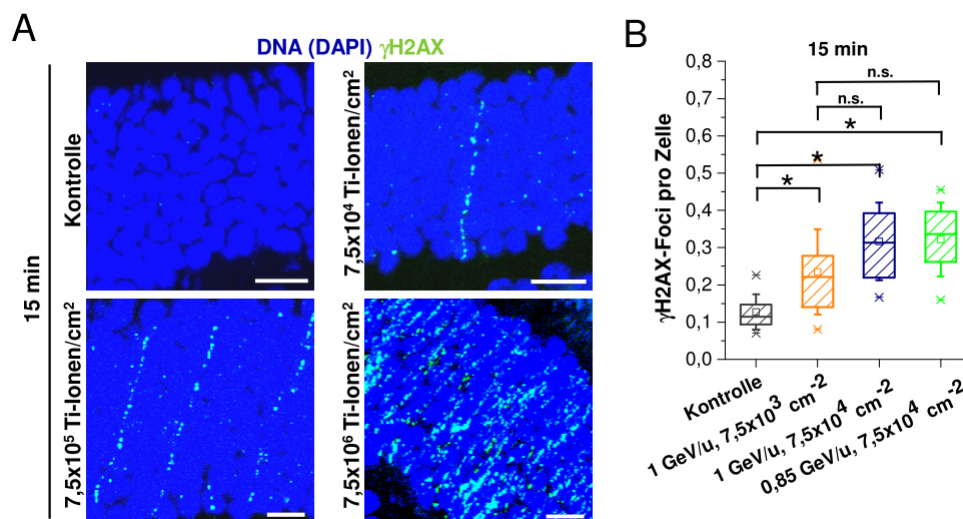 A
DNA (DAPI) γH2AX
15 min
Kontrolle
7,5x10⁴ Ti-Ionen/cm²
7,5x10⁵ Ti-Ionen/cm²
7,5x10⁶ Ti-Ionen/cm²
B
15 min
γH2AX-Foci pro Zelle
0,8
0,7
0,6
0,5
0,4
0,3
0,2
0,1
0,0
n.s.
n.s.
*
*
*
Kontrolle
1 GeV/u, 7,5x10³ cm⁻²
1 GeV/u, 7,5x10⁴ cm⁻²
0,85 GeV/u, 7,5x10⁴ cm⁻²